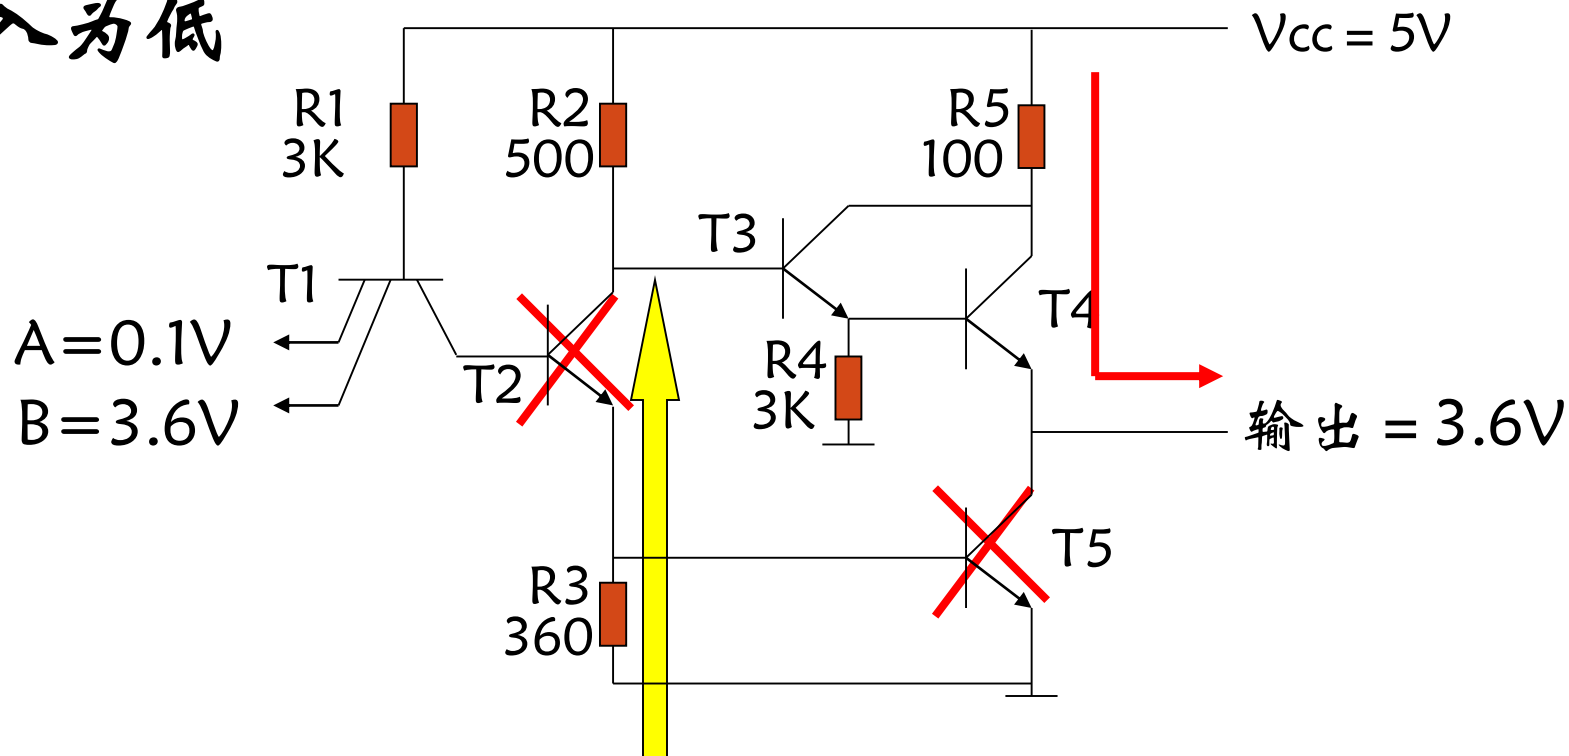 入为低
Vcc = 5V
R1
3K
R2
500
R5
100
T3
T1
T4
A=0.1V
R4
3K
T2
B=3.6V
输出 = 3.6V
T5
R3
360